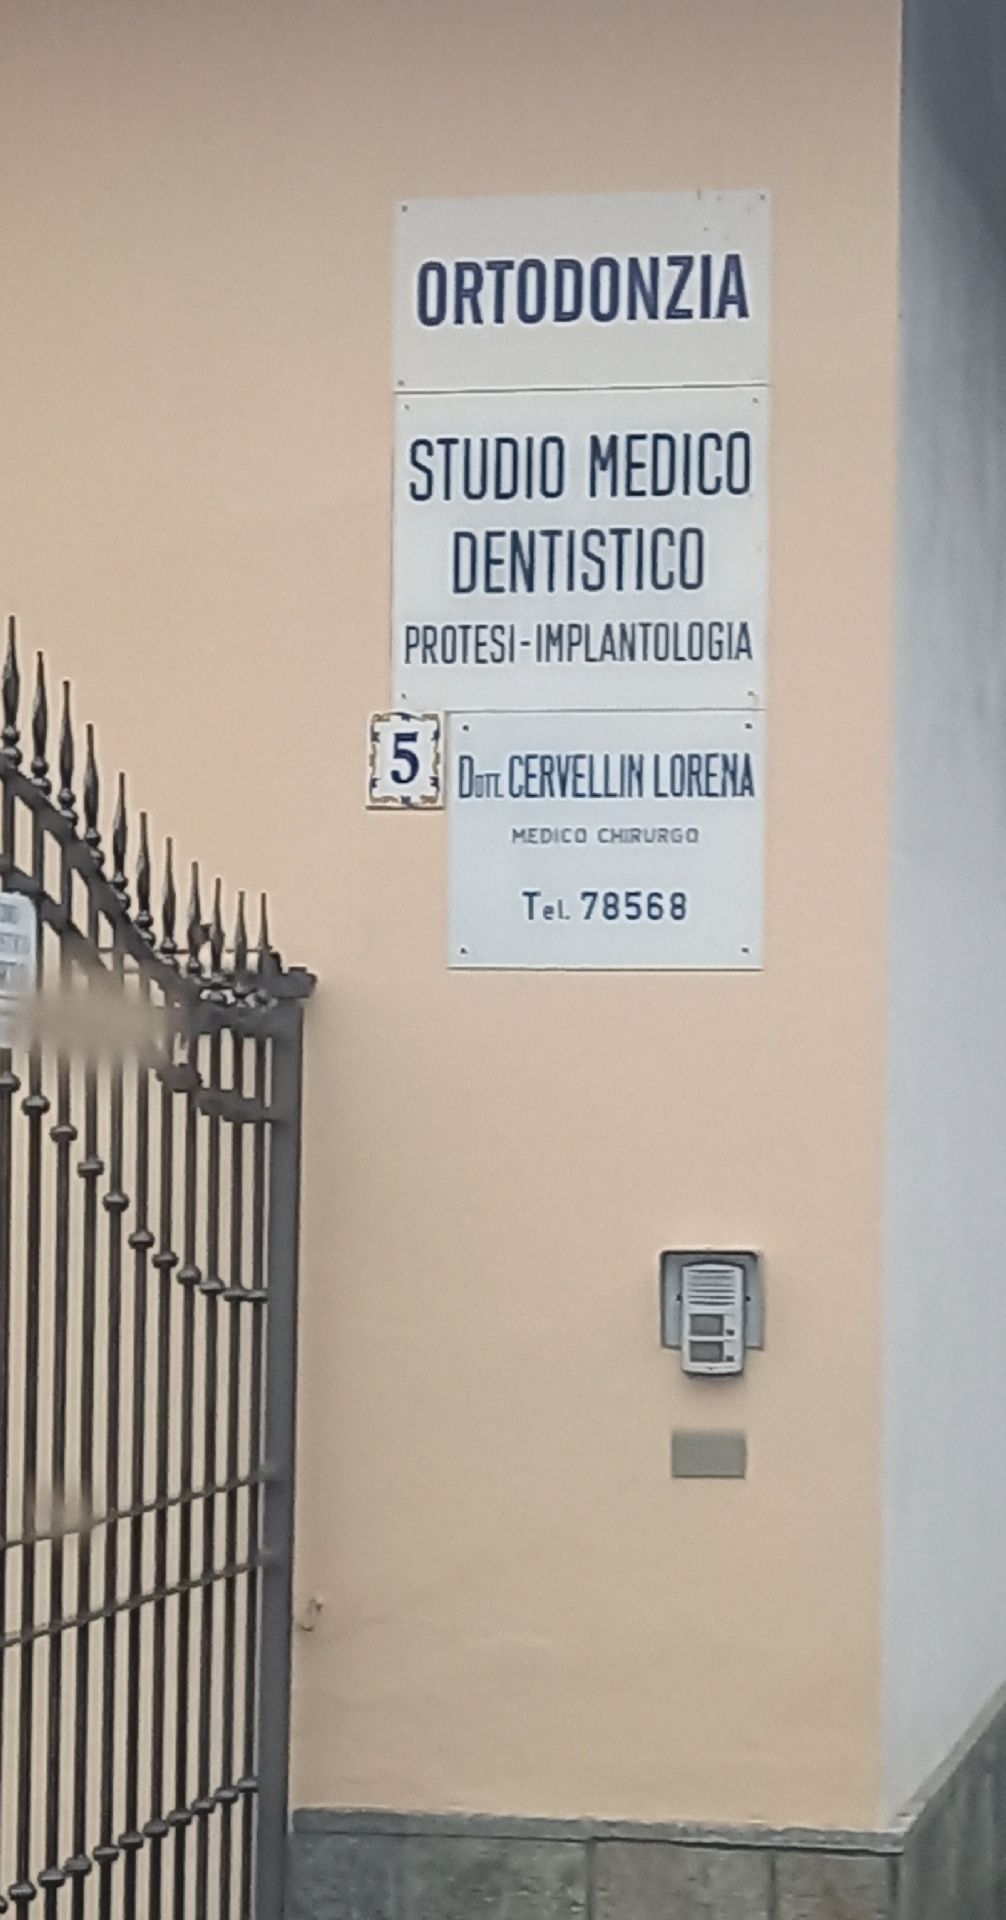 ORTODONZIA
STUDIO MEDICO
DENTISTICO
PROTESI-IMPLANTOLOGIA
5
Dott. CERVELLIN LORENA
MEDICO CHIRURGO
Tel. 78568